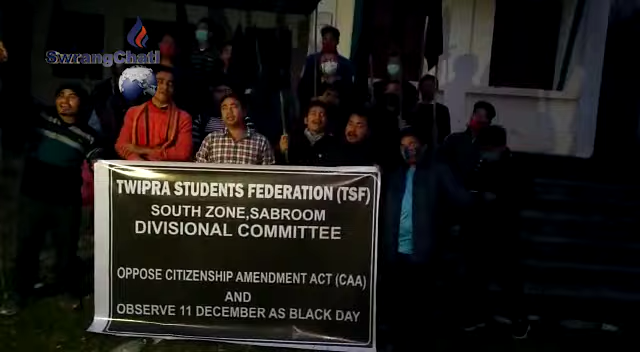 SwrangChati
TWIPRA STUDENTS FEDERATION (TSF)
SOUTH ZONE,SABROOM
DIVISIONAL COMMITTEE
OPPOSE CITIZENSHIP AMENDMENT ACT (CAA)
AND
OBSERVE 11 DECEMBER AS BLACK DAY